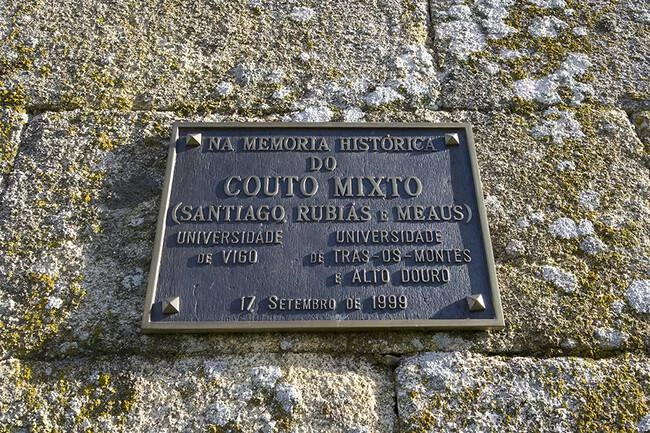 NA MEMORIA HISTÓRICA
DO
COUTO MIXTO
(SANTIAGO, RUBIÁS E MEAUS)
UNIVERSIDADE
DE VIGO
UNIVERSIDADE
DE TRAS-OS-MONTES
E ALTO DOURO
17 SETEMBRO DE 1999